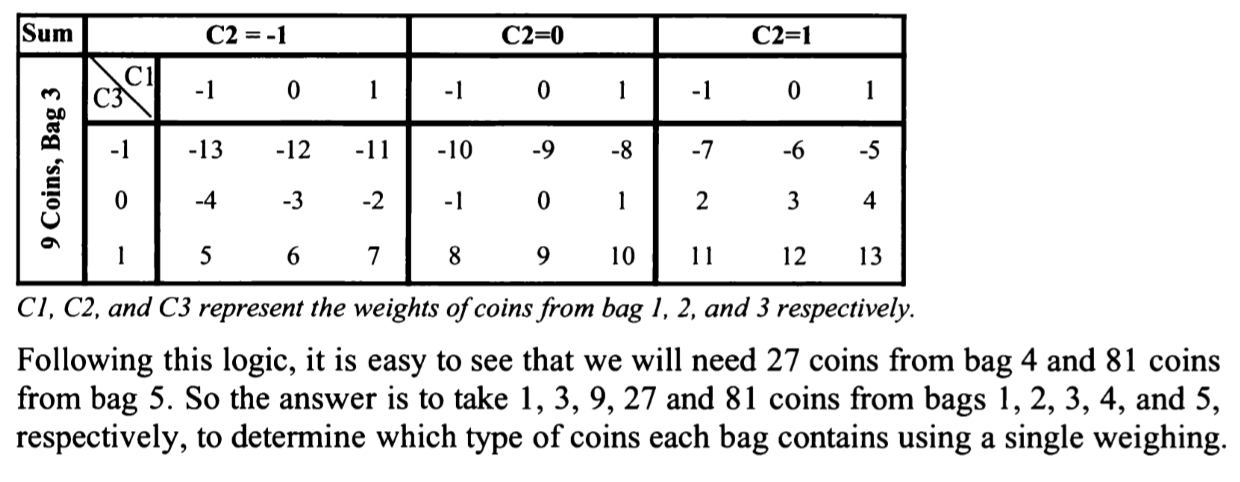 Sum C2 = -1 C2=0 C2=1
9 Coins, Bag 3
C1
C3 -1 0 1 -1 0 1 -1 0 1
-1 -13 -12 -11 -10 -9 -8 -7 -6 -5
0 -4 -3 -2 -1 0 1 2 3 4
1 5 6 7 8 9 10 11 12 13
C1, C2, and C3 represent the weights of coins from bag 1, 2, and 3 respectively.
Following this logic, it is easy to see that we will need 27 coins from bag 4 and 81 coins
from bag 5. So the answer is to take 1, 3, 9, 27 and 81 coins from bags 1, 2, 3, 4, and 5,
respectively, to determine which type of coins each bag contains using a single weighing.